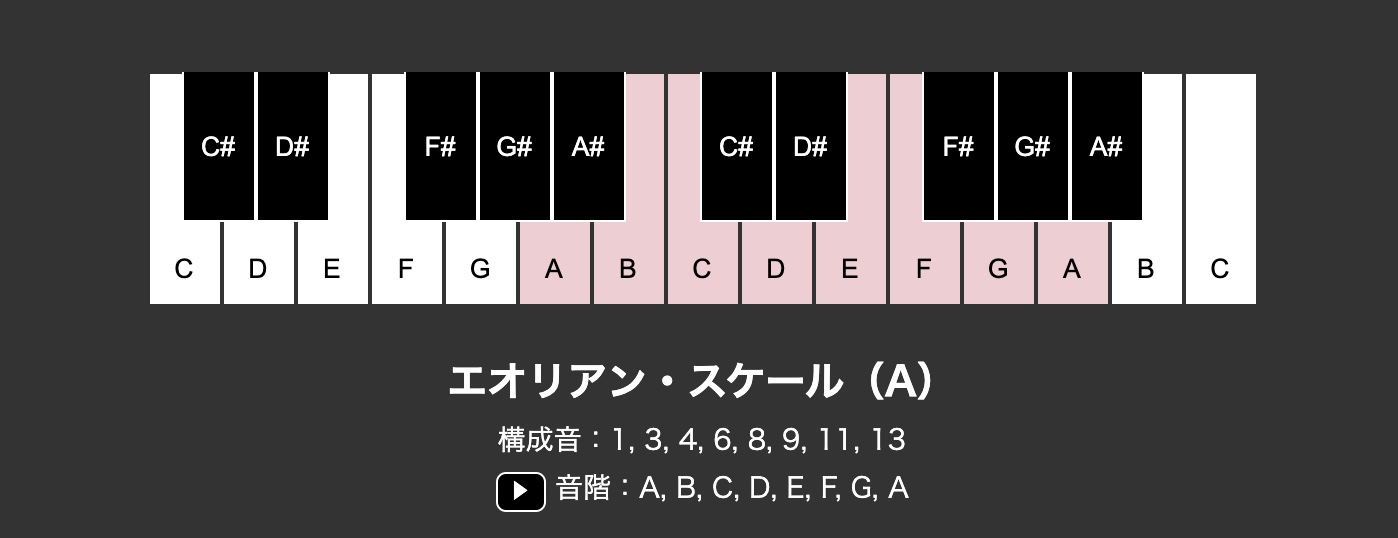 C# D# F# G# A# C# D# F# G# A#
C D E F G A B C D E F G A B C
エオリアン・スケール（A）
構成音：1, 3, 4, 6, 8, 9, 11, 13
音階：A, B, C, D, E, F, G, A